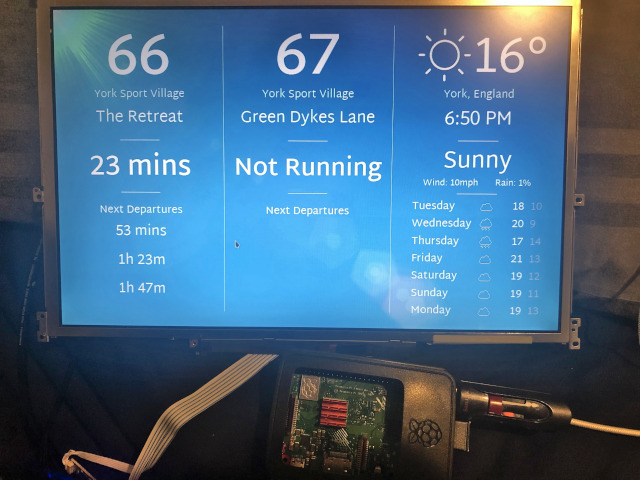 66
York Sport Village
The Retreat
23 mins
Next Departures
53 mins
1h 23m
1h 47m
67
York Sport Village
Green Dykes Lane
Not Running
Next Departures
16°
York, England
6:50 PM
Sunny
Wind: 10mph Rain: 1%
Tuesday 18 10
Wednesday 20 9
Thursday 17 14
Friday 21 13
Saturday 19 12
Sunday 19 11
Monday 19 13